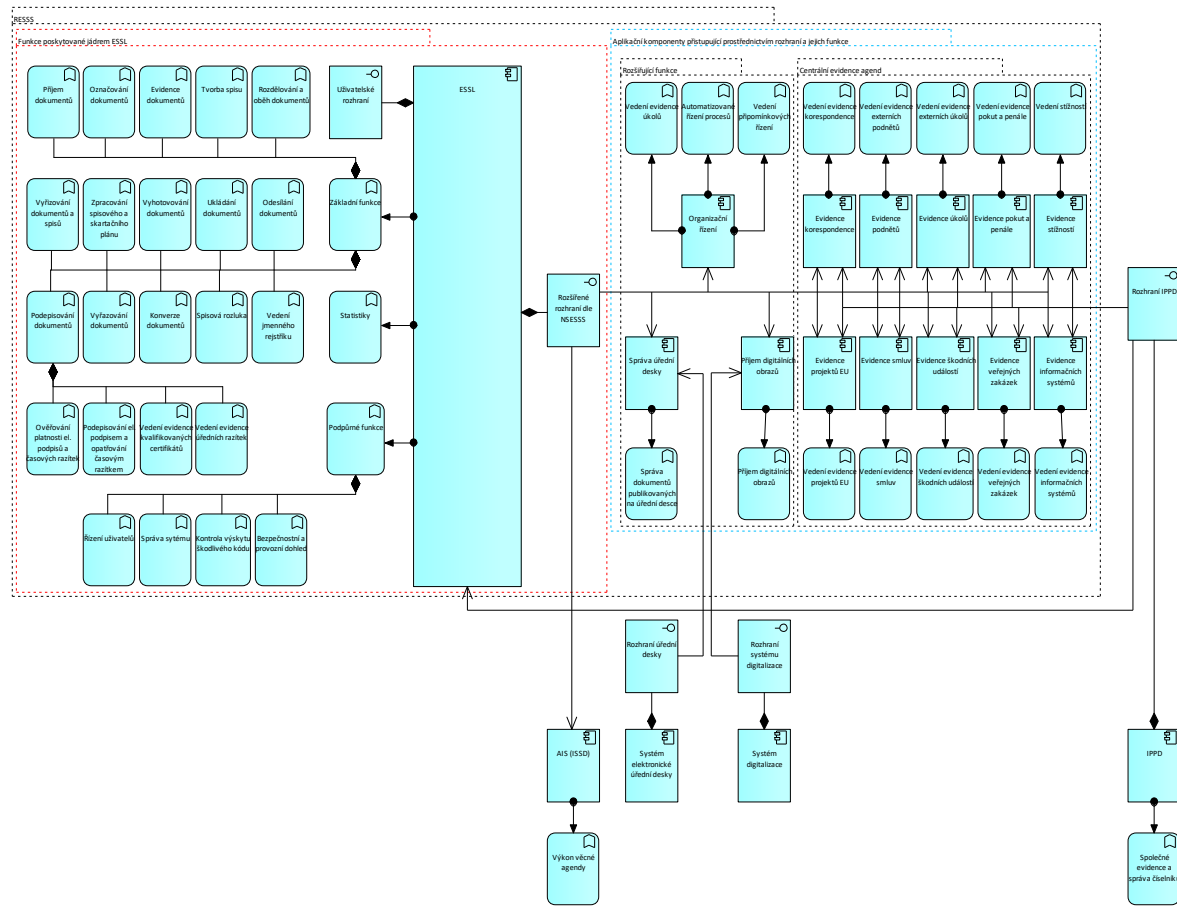 RESSS
Funkce poskytované jádrem ESSL
Aplikační komponenty přistupující prostřednictvím rozhraní a jejich funkce
Rozšiřující funkce
Centrální evidence agend
Příjem
dokumentů
Označování
dokumentů
Evidence
dokumentů
Tvorba spisu
Rozdělování a
oběh dokumentů
Uživatelské
rozhraní
ESSL
Vedení evidence
úkolů
Automatizované
řízení procesů
Vedení
připomínkových
řízení
Vedení evidence
korespondence
Vedení evidence
externích
podnětů
Vedení evidence
externích úkolů
Vedení evidence
pokut a penále
Vedení stížností
Vyřizování
dokumentů a
spisů
Zpracování
spisového a
skartačního
plánu
Vyhotovování
dokumentů
Ukládání
dokumentů
Odesílání
dokumentů
Základní funkce
Organizační
řízení
Evidence
korespondence
Evidence
podnětů
Evidence úkolů
Evidence pokut a
penále
Evidence
stížností
Podepisování
dokumentů
Vyřazování
dokumentů
Konverze
dokumentů
Spisová rozluka
Vedení
jmenného
rejstříku
Statistiky
Rozšířené
rozhraní dle
NSESSS
Rozhraní IPPD
Správa úřední
desky
Příjem digitálních
obrazů
Evidence
projektů EU
Evidence smluv
Evidence škodních
událostí
Evidence
veřejných
zakázek
Evidence
informačních
systémů
Ověřování
platnosti el.
podpisů a
časových razítek
Podepisování el.
podpisem a
opatřování
časovým
razítkem
Vedení evidence
kvalifikovaných
certifikátů
Vedení evidence
úředních razítek
Podpůrné funkce
Správa
dokumentů
publikovaných
na úřední desce
Příjem digitálních
obrazů
Vedení evidence
projektů EU
Vedení evidence
smluv
Vedení evidence
škodních událostí
Vedení evidence
veřejných
zakázek
Vedení evidence
informačních
systémů
Řízení uživatelů
Správa sytému
Kontrola výskytu
škodlivého kódu
Bezpečnostní a
provozní dohled
Rozhraní úřední
desky
Rozhraní
systému
digitalizace
AIS (ISSD)
Systém
elektronické
úřední desky
Systém
digitalizace
IPPD
Výkon věcné
agendy
Společné
evidence a
správa číselník